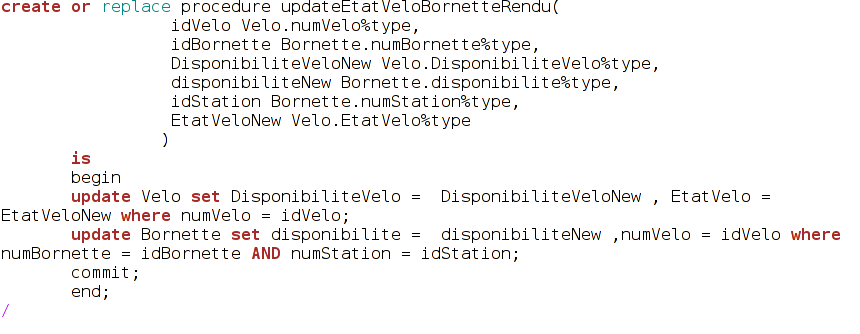 create or replace procedure updateEtatVeloBornetteRendu(
idVelo Velo.numVelo%type,
idBornette Bornette.numBornette%type,
DisponibiliteVeloNew Velo.DisponibiliteVelo%type,
disponibiliteNew Bornette.disponibilite%type,
idStation Bornette.numStation%type,
EtatVeloNew Velo.EtatVelo%type
)
is
begin
update Velo set DisponibiliteVelo =  DisponibiliteVeloNew , EtatVelo =
EtatVeloNew where numVelo = idVelo;
update Bornette set disponibilite =  disponibiliteNew ,numVelo = idVelo where
numBornette = idBornette AND numStation = idStation;
commit;
end;
/